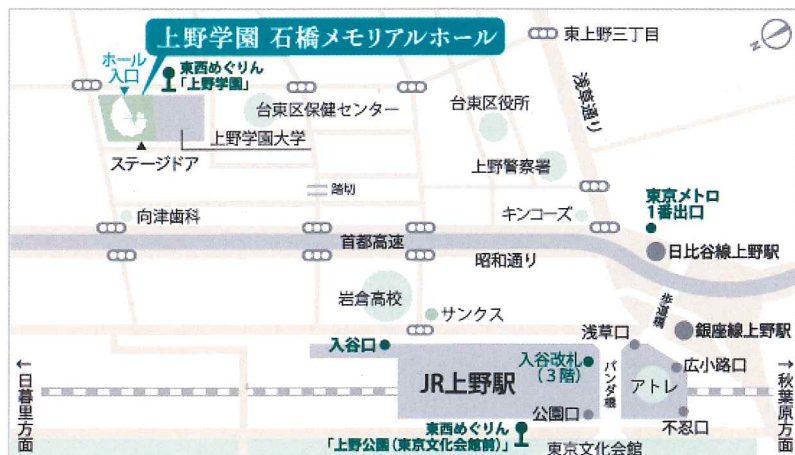 上野学園 石橋メモリアルホール
ホール
入口
東西めぐりん
「上野学園」
東上野三丁目
N
浅草通り
台東区保健センター
台東区役所
上野学園大学
ステージドア
上野警察署
踏切
向津歯科
キンコーズ
東京メトロ
1番出口
首都高速
昭和通り
日比谷線上野駅
岩倉高校
サンクス
歩道橋
銀座線上野駅
浅草口
入谷口
入谷改札
(3階)
パンダ橋
広小路口
JR上野駅
アトレ
公園口
不忍口
←日暮里方面
→秋葉原方面
東西めぐりん
「上野公園(東京文化会館前)」
東京文化会館